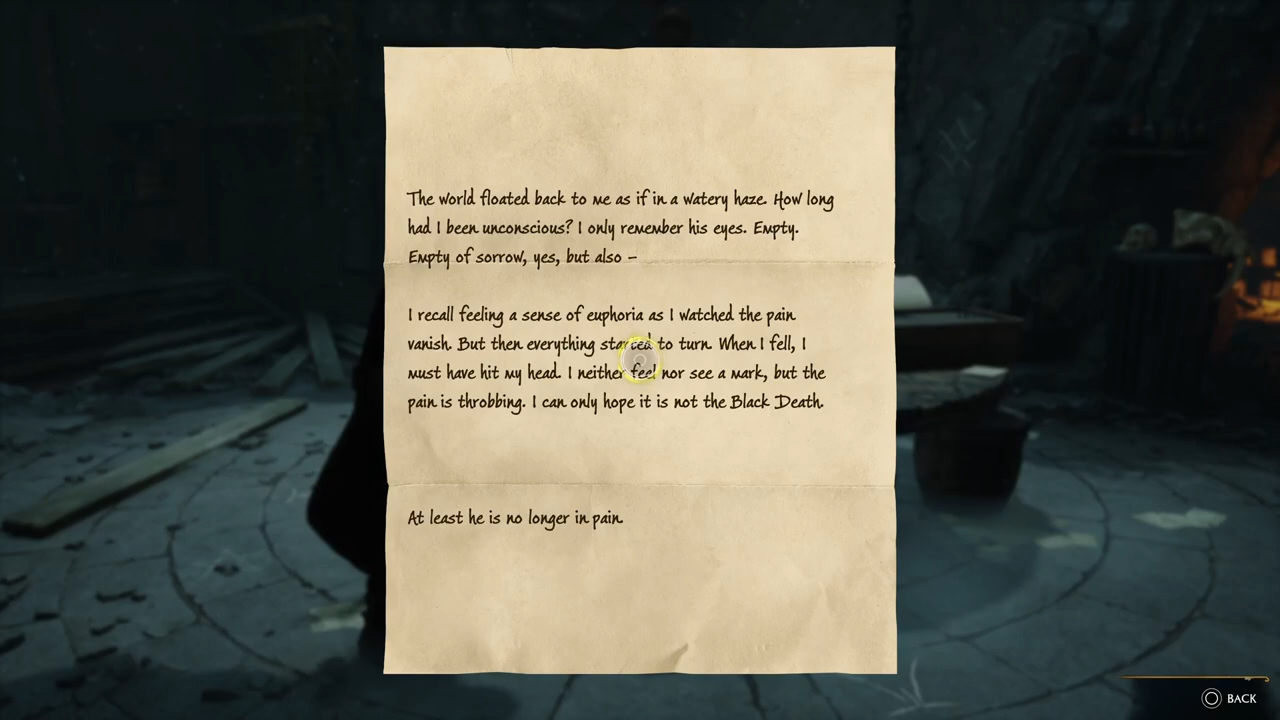 The world floated back to me as if in a watery haze. How long
had I been unconscious? I only remember his eyes. Empty.
Empty of sorrow, yes, but also –
I recall feeling a sense of euphoria as I watched the pain
vanish. But then everything started to turn. When I fell, I
must have hit my head. I neither feel nor see a mark, but the
pain is throbbing. I can only hope it is not the Black Death.
At least he is no longer in pain.
BACK